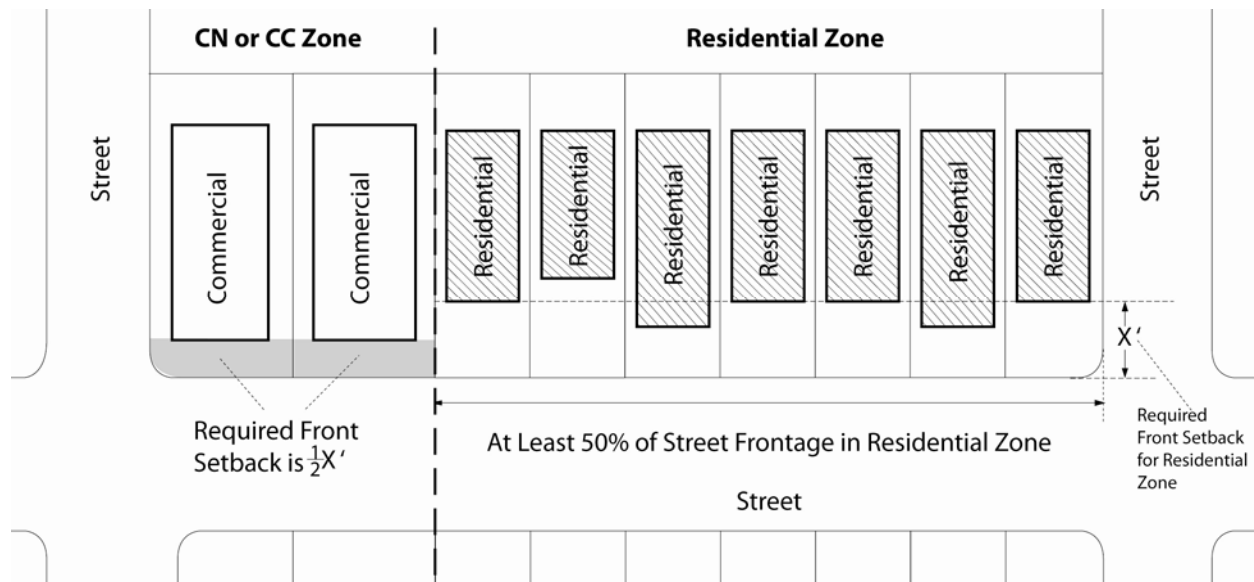 CN or CC Zone
Residential Zone
Street
Commercial
Commercial
Residential
Residential
Residential
Residential
Residential
Residential
Residential
Street
X'
Required Front
Setback is ½X'
At Least 50% of Street Frontage in Residential Zone
Required
Front Setback
for Residential
Zone
Street